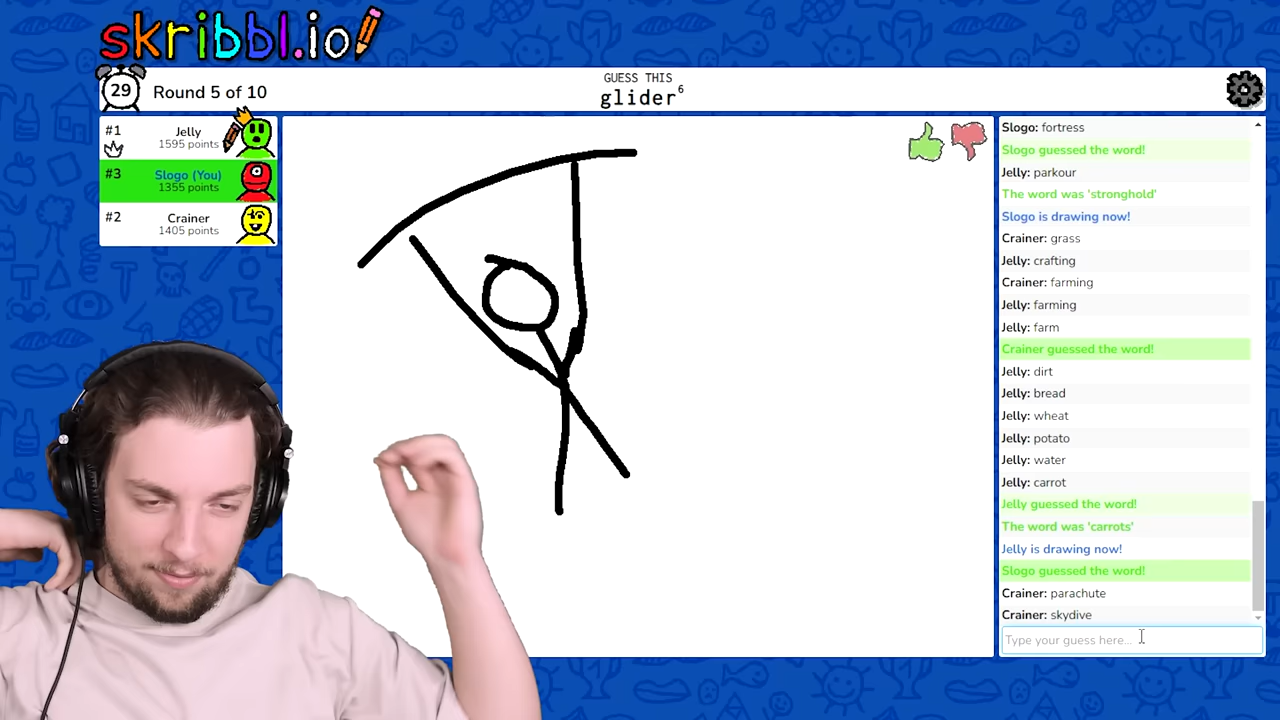 skribbl.io
29
Round 5 of 10
GUESS THIS
glider6
#1
Jelly
1595 points
#3
Slogo (You)
1355 points
#2
Crainer
1405 points
Slogo: fortress
Slogo guessed the word!
Jelly: parkour
The word was 'stronghold'
Slogo is drawing now!
Crainer: grass
Jelly: crafting
Crainer: farming
Jelly: farming
Jelly: farm
Crainer guessed the word!
Jelly: dirt
Jelly: bread
Jelly: wheat
Jelly: potato
Jelly: water
Jelly: carrot
Jelly guessed the word!
The word was 'carrots'
Jelly is drawing now!
Slogo guessed the word!
Crainer: parachute
Crainer: skydive
Type your guess here...